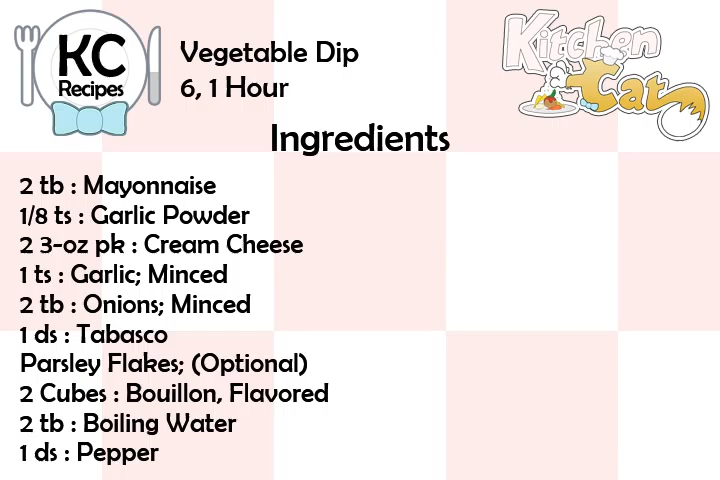 KC
Recipes
Vegetable Dip
6, 1 Hour
Kitchen
Cat
Ingredients
2 tb : Mayonnaise
1/8 ts : Garlic Powder
2 3-oz pk : Cream Cheese
1 ts : Garlic; Minced
2 tb : Onions; Minced
1 ds : Tabasco
Parsley Flakes; (Optional)
2 Cubes : Bouillon, Flavored
2 tb : Boiling Water
1 ds : Pepper